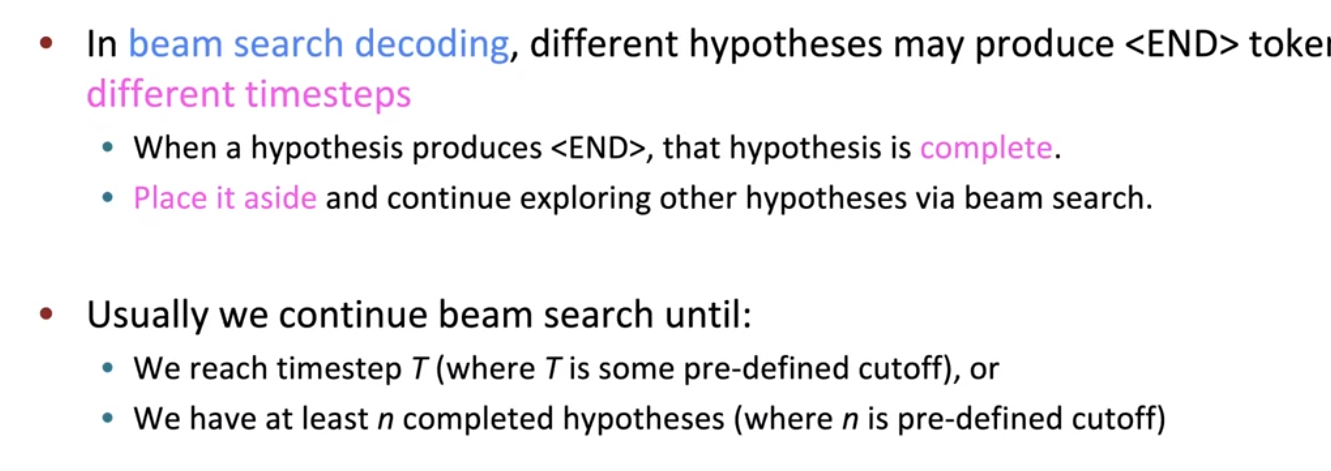 • In beam search decoding, different hypotheses may produce <END>
different timesteps
• When a hypothesis produces <END>, that hypothesis is complete.
• Place it aside and continue exploring other hypotheses via beam search.
• Usually we continue beam search until:
• We reach timestep T (where T is some pre-defined cutoff), or
• We have at least n completed hypotheses (where n is pre-defined cutoff)